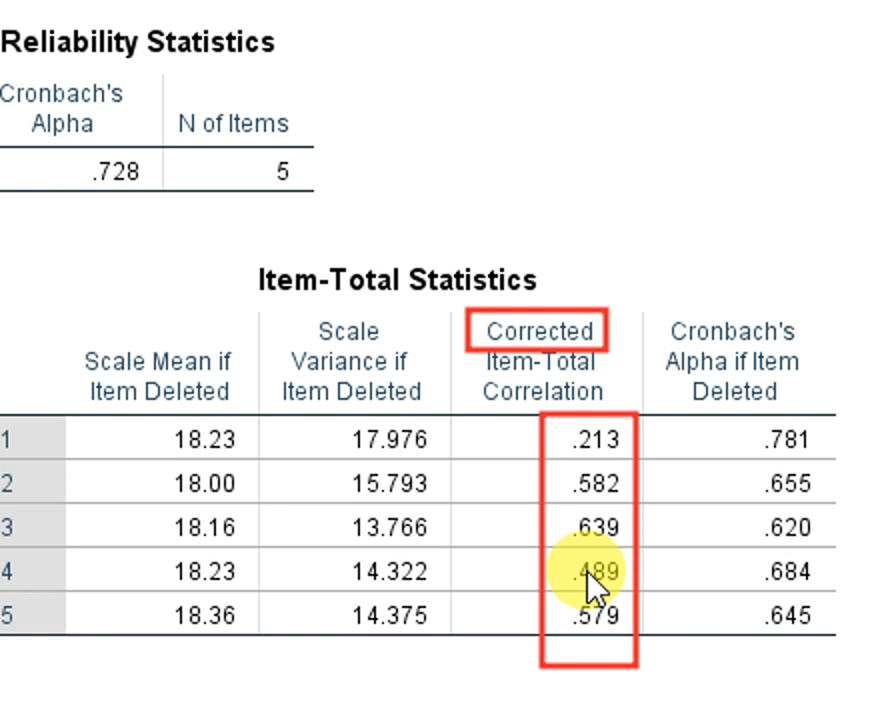 Reliability Statistics
Cronbach's
Alpha
N of Items
.728 5
Item-Total Statistics
Scale Mean if
Item Deleted
Scale
Variance if
Item Deleted
Corrected
Item-Total
Correlation
Cronbach's
Alpha if Item
Deleted
1 18.23 17.976 .213 .781
2 18.00 15.793 .582 .655
3 18.16 13.766 .639 .620
4 18.23 14.322 .489 .684
5 18.36 14.375 .579 .645